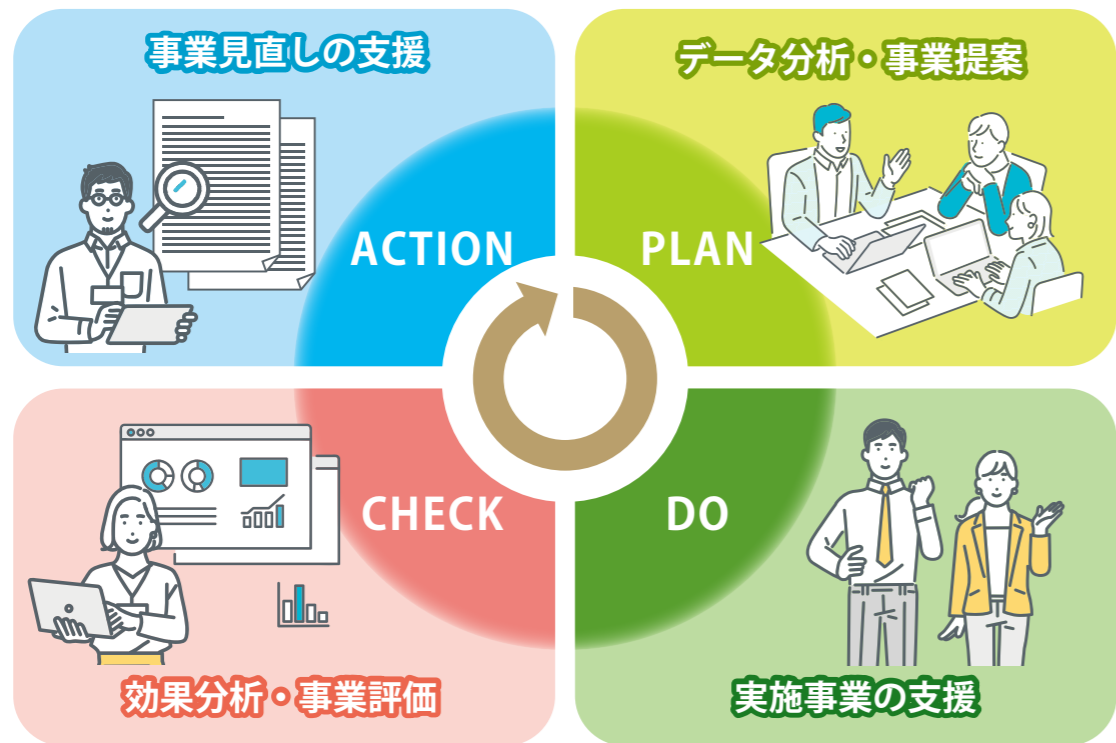 事業見直しの支援
データ分析・事業提案
ACTION
PLAN
CHECK
DO
効果分析・事業評価
実施事業の支援